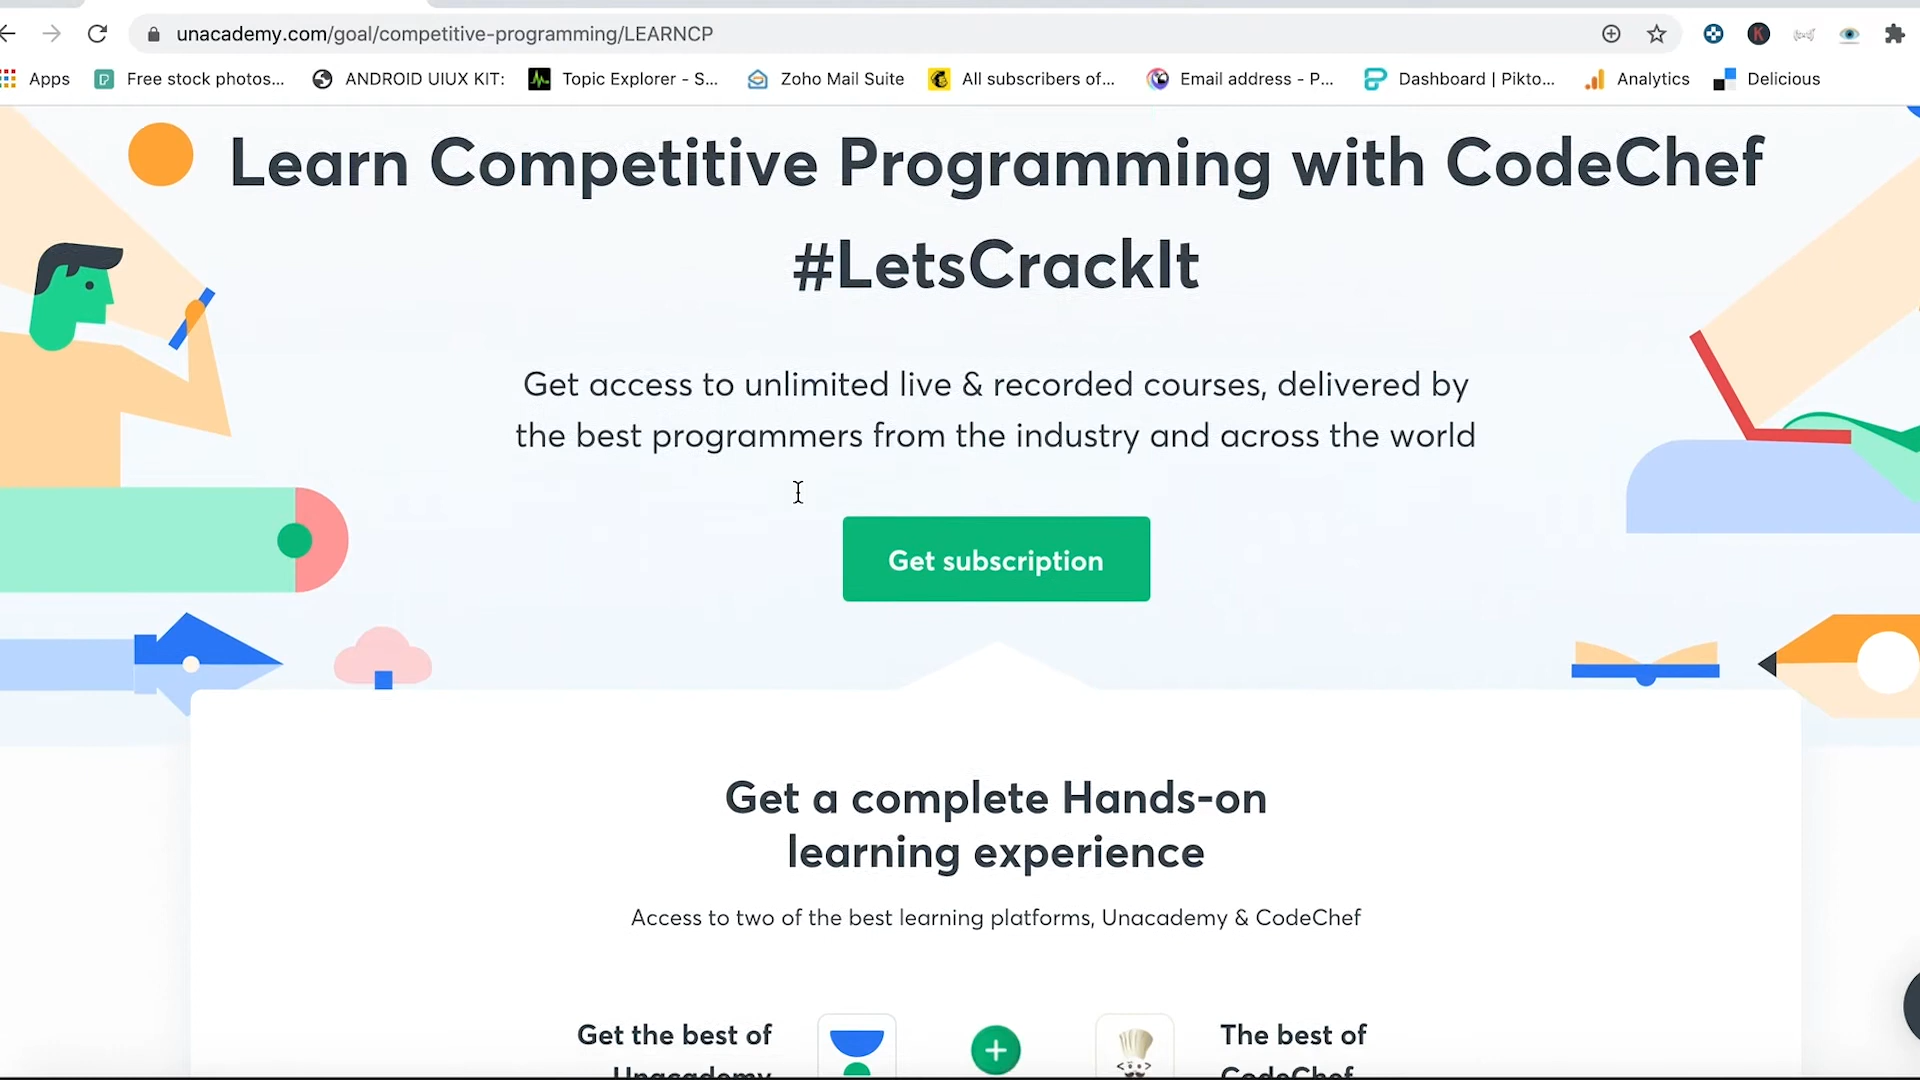 unacademy.com/goal/competitive-programming/LEARNCP
Apps Free stock photos... ANDROID UIUX KIT: Topic Explorer - S... Zoho Mail Suite All subscribers of... Email address - P... Dashboard | Pikto... Analytics Delicious
Learn Competitive Programming with CodeChef
#LetsCrackIt
Get access to unlimited live & recorded courses, delivered by
the best programmers from the industry and across the world
Get subscription
Get a complete Hands-on
learning experience
Access to two of the best learning platforms, Unacademy & CodeChef
Get the best of
Unacademy
The best of
CodeChef